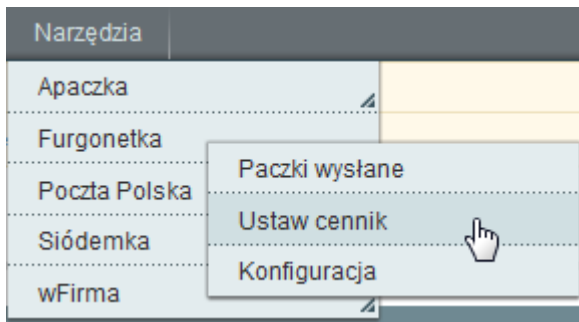 Narzędzia
Apaczka
Furgonetka
Poczta Polska
Siódemka
wFirma
Paczki wysłane
Ustaw cennik
Konfiguracja